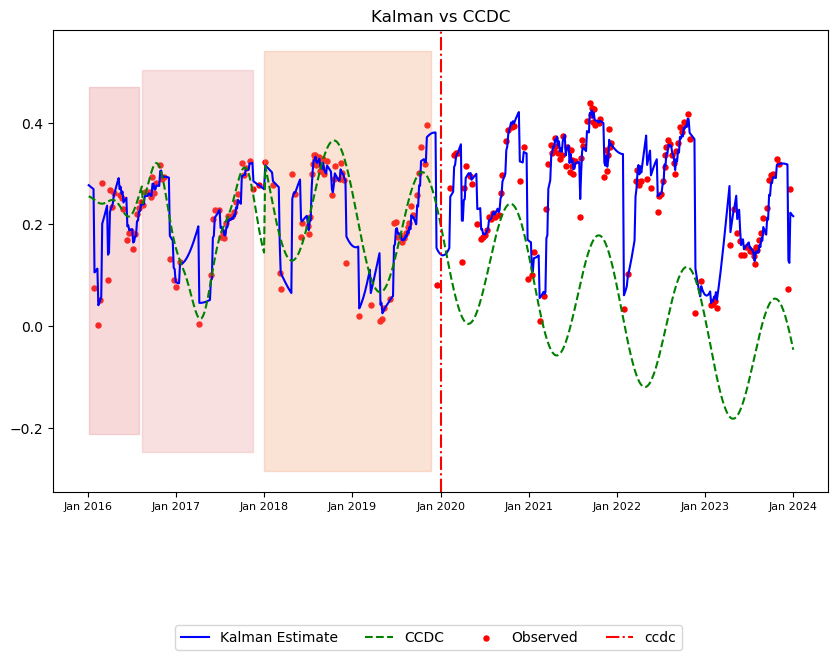 Kalman vs CCDC
0.4
0.2
0.0
−0.2
Jan 2016 Jan 2017 Jan 2018 Jan 2019 Jan 2020 Jan 2021 Jan 2022 Jan 2023 Jan 2024
Kalman Estimate CCDC Observed ccdc